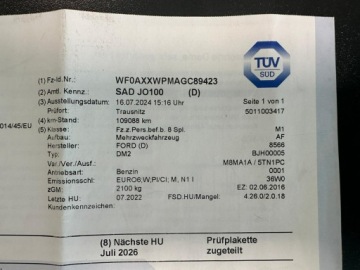 TÜV
SÜD
(1) Fz-Id.Nr.: WF0AXXWPMAGC89423
(2) Amtl. Kennz.: SAD JO100 (D)
(3) Ausstellungsdatum: 16.07.2024 15:16 Uhr Seite 1 von 1
Prüfort: Trausnitz 5011003417
(4) km-Stand: 109088 km
014/45/EU
(5) Klasse: Fz.z.Pers.bef.b. 8 Spl. M1
Aufbau: Mehrzweckfahrzeug AF
Hersteller: FORD (D) 8566
Typ: DM2 BJH00005
Var./Ver./Ausf.: M8MA1A / 5TN1PC
Antriebsart: Benzin 0001
Emissionsschl.: EURO6;W;PI/CI; M, N1 I 36W0
zGM: 2100 kg EZ: 02.08.2016
Letzte HU: 07.2022 FSD:HU/Mangel: 4.26.0/2.0.18
Kundenkennzeichen:
(8) Nächste HU Prüfplakette
Juli 2026 zugeteilt